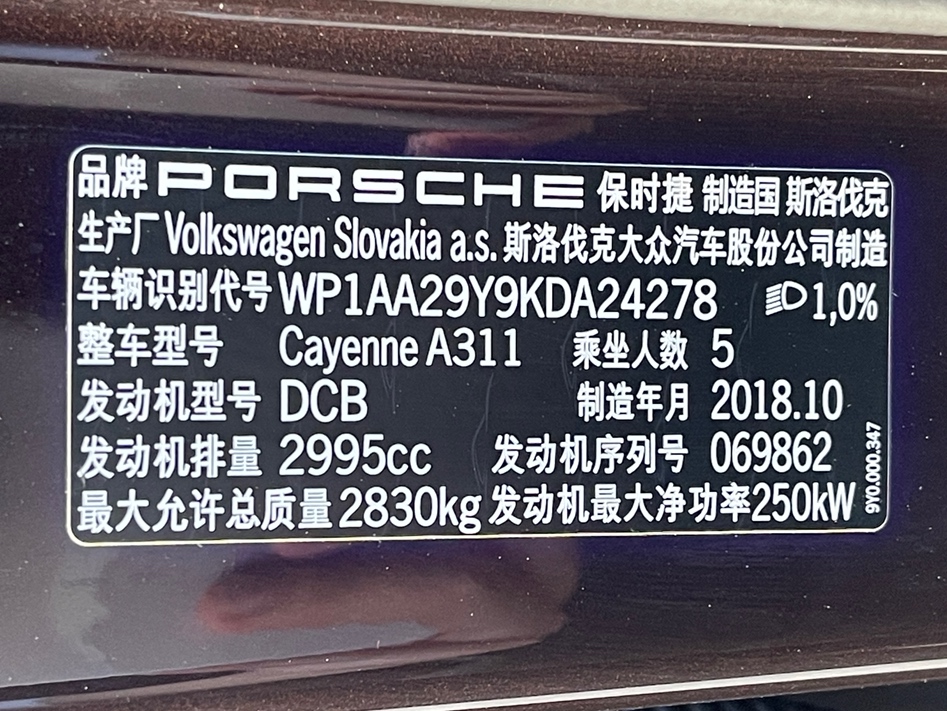 品牌 PORSCHE 保时捷 制造国 斯洛伐克
生产厂 Volkswagen Slovakia a.s. 斯洛伐克大众汽车股份公司制造
车辆识别代号 WP1AA29Y9KDA24278 1,0%
整车型号 Cayenne A311 乘坐人数 5
发动机型号 DCB 制造年月 2018.10
发动机排量 2995cc 发动机序列号 069862
最大允许总质量 2830kg 发动机最大净功率 250kW
9Y0.000.347